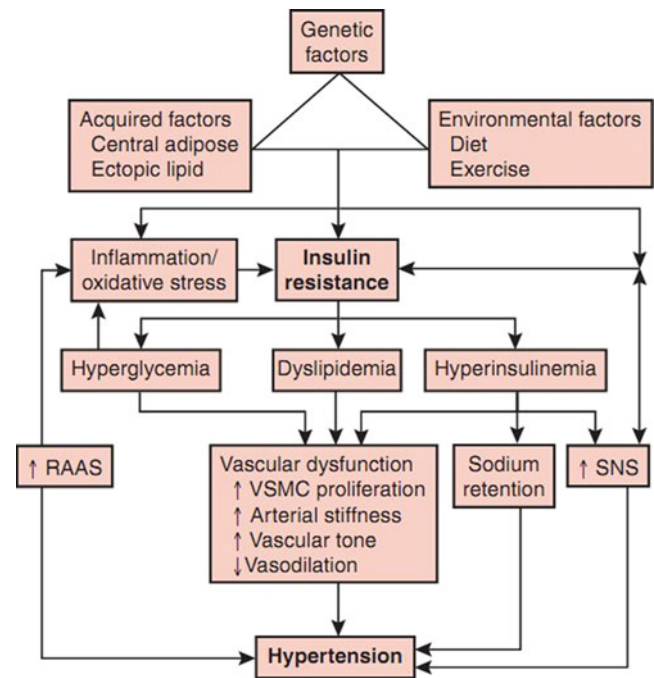 Genetic
factors
Acquired factors
Central adipose
Ectopic lipid
Environmental factors
Diet
Exercise
Inflammation/
oxidative stress
Insulin
resistance
Hyperglycemia
Dyslipidemia
Hyperinsulinemia
↑ RAAS
Vascular dysfunction
↑ VSMC proliferation
↑ Arterial stiffness
↑ Vascular tone
↓ Vasodilation
Sodium
retention
↑ SNS
Hypertension